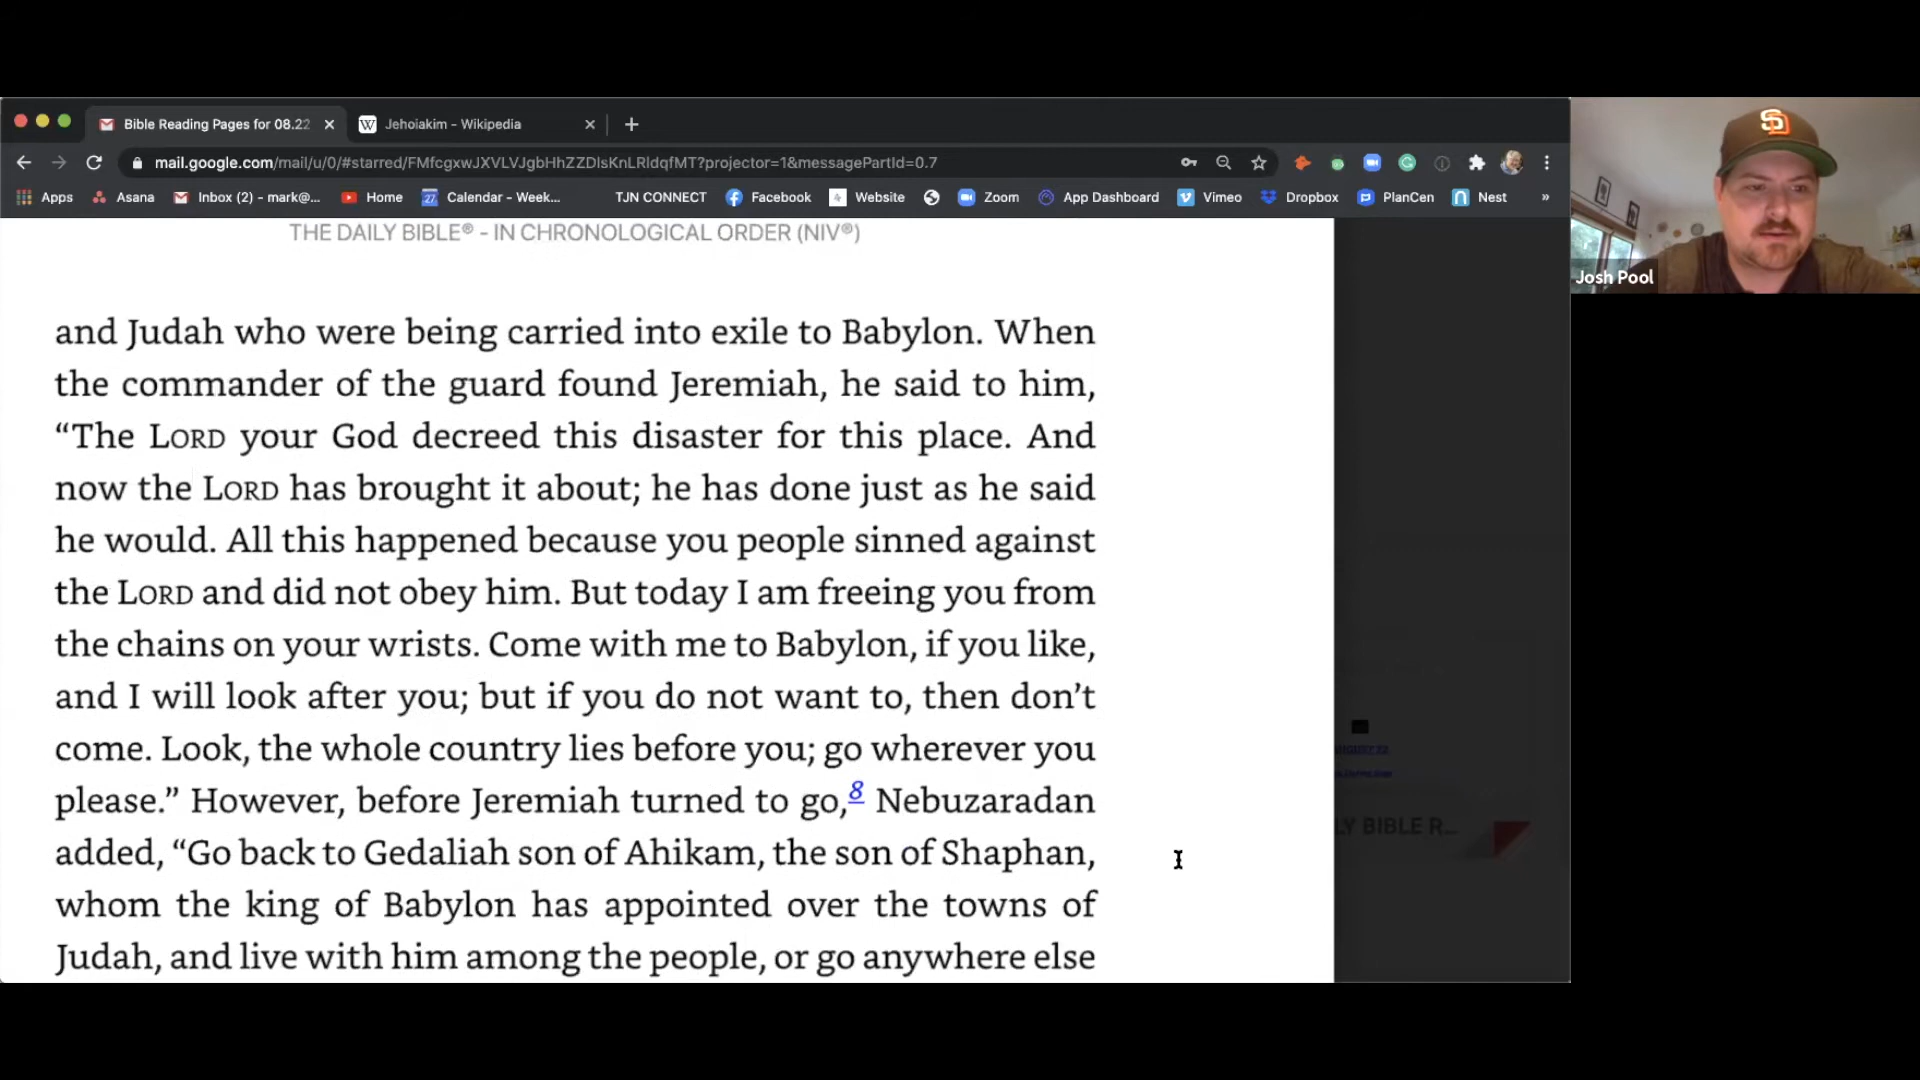 Bible Reading Pages for 08.22
Jehoiakim - Wikipedia
mail.google.com/mail/u/0/#starred/FMfcgxwJXVLVJgbHhZZDlsKnLRldqfMT?projector=1&messagePartId=0.7
Apps Asana Inbox (2) - mark@... Home Calendar - Week... TJN CONNECT Facebook Website Zoom App Dashboard Vimeo Dropbox PlanCen Nest »
THE DAILY BIBLE® - IN CHRONOLOGICAL ORDER (NIV®)
and Judah who were being carried into exile to Babylon. When
the commander of the guard found Jeremiah, he said to him,
“The LORD your God decreed this disaster for this place. And
now the LORD has brought it about; he has done just as he said
he would. All this happened because you people sinned against
the LORD and did not obey him. But today I am freeing you from
the chains on your wrists. Come with me to Babylon, if you like,
and I will look after you; but if you do not want to, then don’t
come. Look, the whole country lies before you; go wherever you
please.” However, before Jeremiah turned to go,8 Nebuzaradan
added, “Go back to Gedaliah son of Ahikam, the son of Shaphan,
whom the king of Babylon has appointed over the towns of
Judah, and live with him among the people, or go anywhere else
LY BIBLE R...
SD
Josh Pool